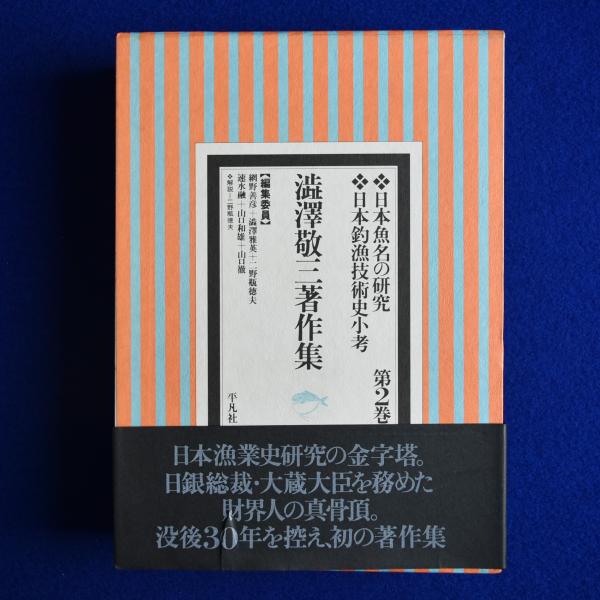 ❖日本魚名の研究
❖日本釣漁技術史小考
第2巻
澁澤敬三著作集
【編集委員】
網野善彦+澁澤雅英+二野瓶徳夫
速水融+山口和雄+山口徹
❖解説—二野瓶徳夫
平凡社
日本漁業史研究の金字塔。
日銀総裁・大蔵大臣を務めた
財界人の真骨頂。
没後30年を控え、初の著作集